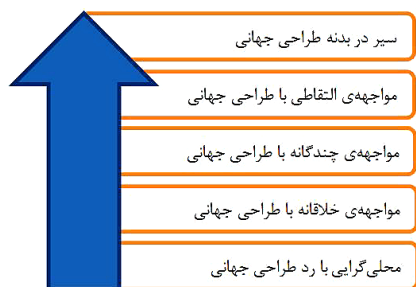 سیر در بدنه طراحی جهانی
مواجهه‌ی التقاطی با طراحی جهانی
مواجهه‌ی چندگانه با طراحی جهانی
مواجهه‌ی خلاقانه با طراحی جهانی
محلی‌گرایی با رد طراحی جهانی